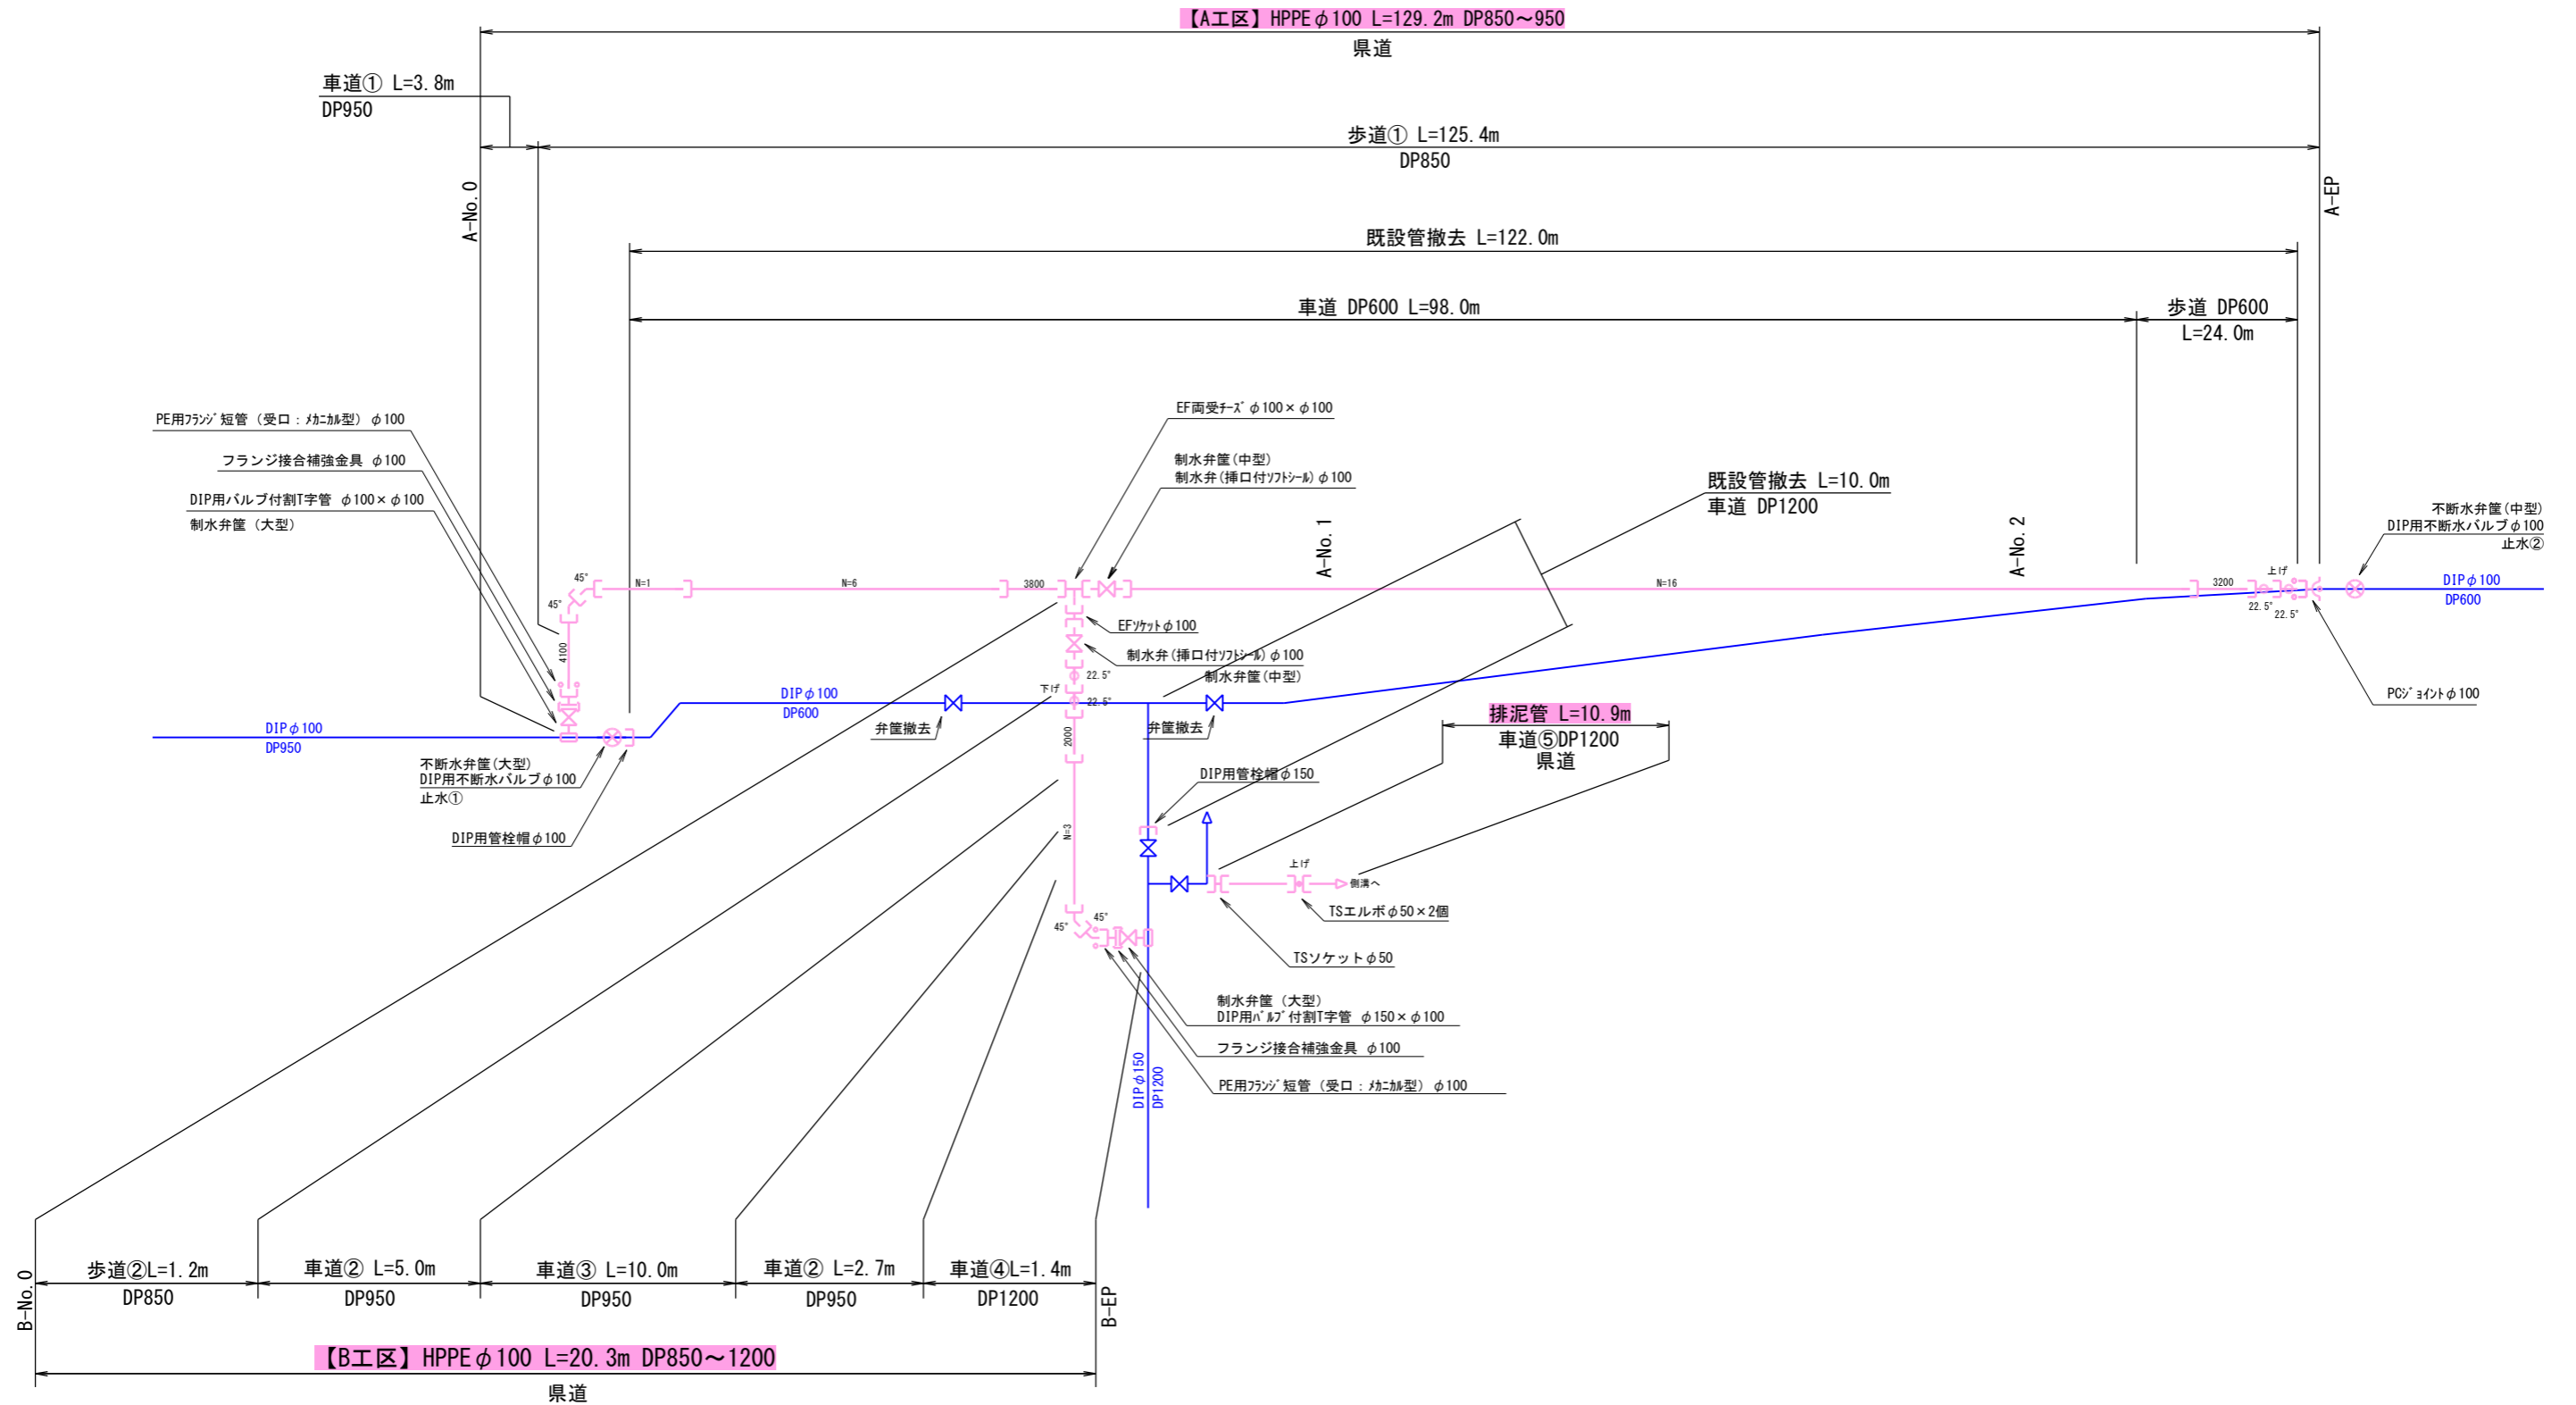 【A工区】HPPEφ100 L=129.2m DP850～950
県道
車道① L=3.8m
DP950
歩道① L=125.4m
DP850
A-No.0
A-EP
既設管撤去 L=122.0m
車道 DP600 L=98.0m
歩道 DP600
L=24.0m
PE用ﾌﾗﾝｼﾞ短管（受口：ﾒｶﾆｶﾙ型）φ100
フランジ接合補強金具 φ100
DIP用バルブ付割T字管 φ100×φ100
制水弁筐（大型）
EF両受ﾁｰｽﾞφ100×φ100
制水弁筐(中型)
制水弁(挿口付ｿﾌﾄｼｰﾙ)φ100
既設管撤去 L=10.0m
車道 DP1200
A-No.1
A-No.2
不断水弁筐(中型)
DIP用不断水バルブφ100
止水②
45°
45°
N=1
N=6
3800
N=16
3200
上げ
22.5°
22.5°
DIPφ100
DP600
4100
EFｿｹｯﾄφ100
制水弁(挿口付ｿﾌﾄｼｰﾙ)φ100
制水弁筐(中型)
22.5°
下げ
22.5°
PCｼﾞｮｲﾝﾄφ100
DIPφ100
DP950
DIPφ100
DP600
弁筐撤去
弁筐撤去
2000
排泥管 L=10.9m
車道⑤DP1200
県道
不断水弁筐(大型)
DIP用不断水バルブφ100
止水①
DIP用管栓帽φ100
DIP用管栓帽φ150
N=3
上げ
側溝へ
TSエルボφ50×2個
45°
45°
TSソケットφ50
制水弁筐（大型）
DIP用ﾊﾞﾙﾌﾞ付割T字管 φ150×φ100
フランジ接合補強金具 φ100
PE用ﾌﾗﾝｼﾞ短管（受口：ﾒｶﾆｶﾙ型）φ100
DIPφ150
DP1200
B-No.0
歩道②L=1.2m
DP850
車道② L=5.0m
DP950
車道③ L=10.0m
DP950
車道② L=2.7m
DP950
車道④L=1.4m
DP1200
B-EP
【B工区】HPPEφ100 L=20.3m DP850～1200
県道